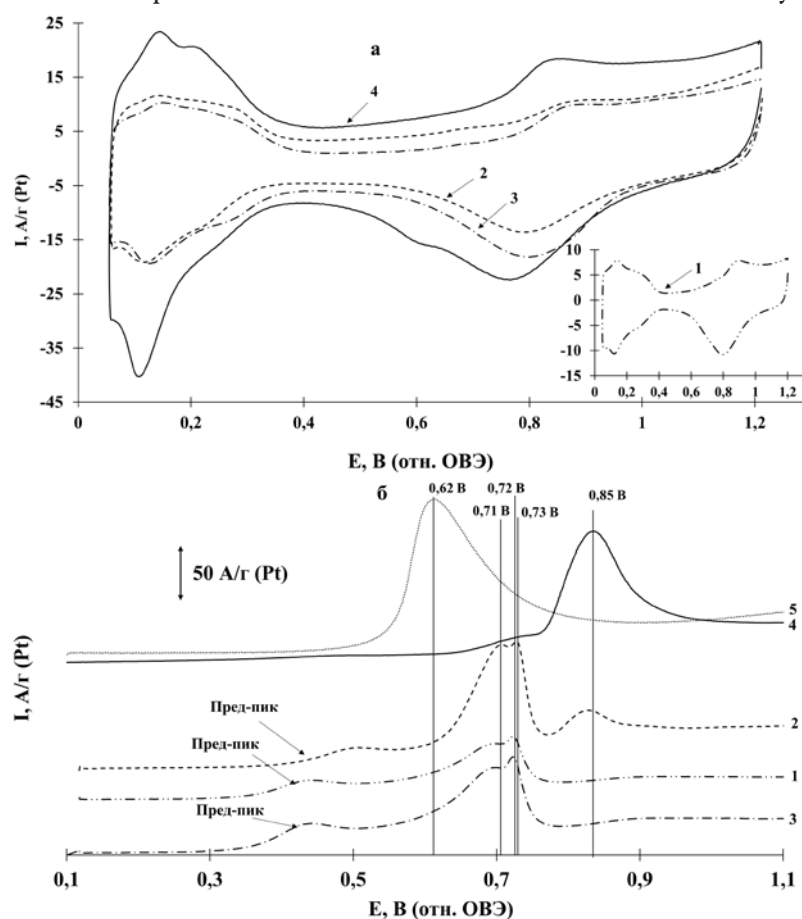 25
15
5
-5
-15
-25
-35
-45
I, А/г (Pt)
а
4
2
3
1
10
5
0
-5
-10
-15
0 0,2 0,4 0,6 0,8 1 1,2
0 0,2 0,4 0,6 0,8 1 1,2
Е, В (отн. ОВЭ)
б
0,62 В
0,72 В
0,71 В
0,73 В
0,85 В
50 А/г (Pt)
I, А/г (Pt)
5
4
Пред-пик
2
Пред-пик
1
Пред-пик
3
0,1 0,3 0,5 0,7 0,9 1,1
Е, В (отн. ОВЭ)